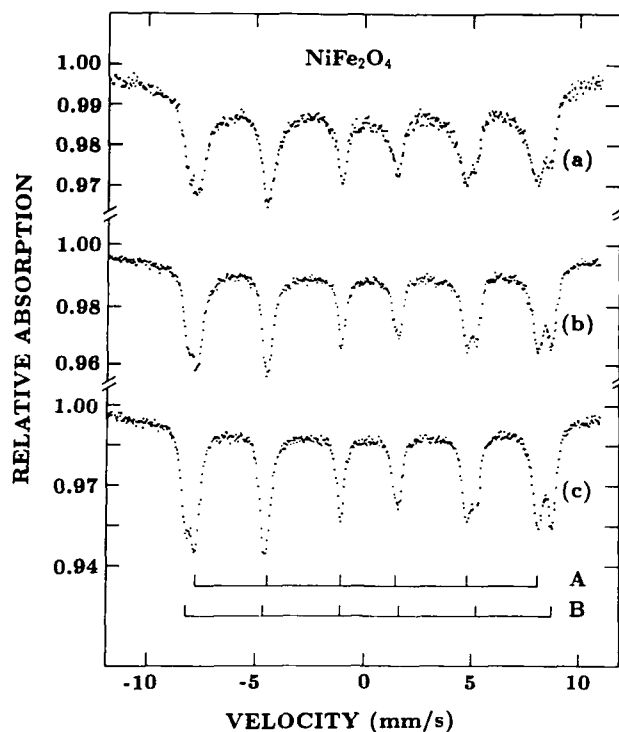 NiFe₂O₄
1.00
0.99
0.98
0.97
(a)
1.00
0.98
0.96
(b)
1.00
0.97
0.94
(c)
A
B
RELATIVE ABSORPTION
-10 -5 0 5 10
VELOCITY (mm/s)